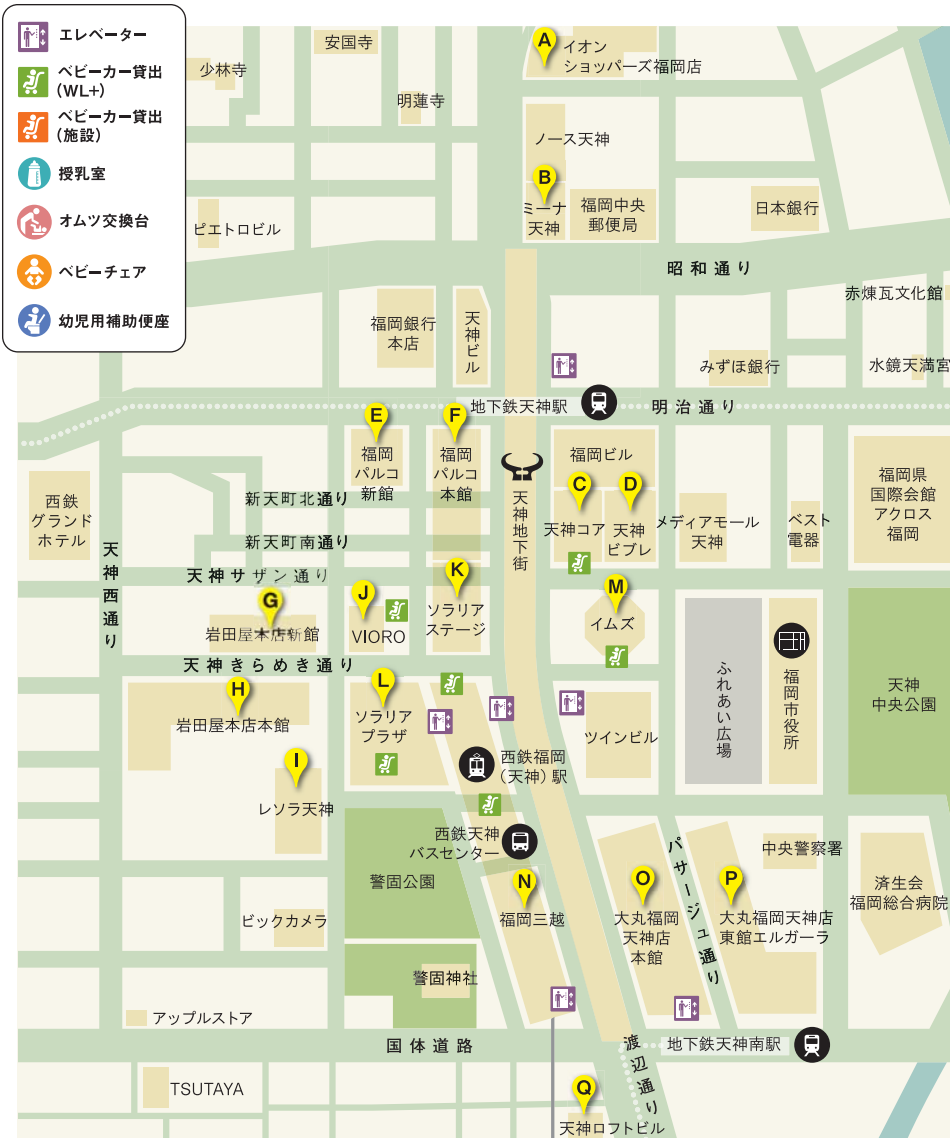 エレベーター
ベビーカー貸出
(WL+)
ベビーカー貸出
(施設)
授乳室
オムツ交換台
ベビーチェア
幼児用補助便座
安国寺
少林寺
明蓮寺
ピエトロビル
A
イオン
ショッパーズ福岡店
ノース天神
B
ミーナ
天神
福岡中央
郵便局
日本銀行
昭和通り
赤煉瓦文化館
福岡銀行
本店
天神ビル
みずほ銀行
水鏡天満宮
地下鉄天神駅
明治通り
E
福岡
パルコ
新館
F
福岡
パルコ
本館
福岡ビル
C
天神コア
D
天神
ビブレ
メディアモール
天神
ベスト
電器
福岡県
国際会館
アクロス
福岡
西鉄
グランド
ホテル
新天町北通り
新天町南通り
天神サザン通り
天神西通り
天神地下街
G
岩田屋本店新館
J
VIORO
K
ソラリア
ステージ
M
イムズ
天神きらめき通り
H
岩田屋本店本館
L
ソラリア
プラザ
I
レソラ天神
ツインビル
ふれあい広場
福岡市役所
天神
中央公園
西鉄福岡
(天神)駅
西鉄天神
バスセンター
警固公園
N
福岡三越
O
大丸福岡
天神店
本館
パサージュ通り
P
大丸福岡天神店
東館エルガーラ
中央警察署
済生会
福岡総合病院
ビックカメラ
警固神社
アップルストア
国体道路
渡辺通り
地下鉄天神南駅
TSUTAYA
Q
天神ロフトビル